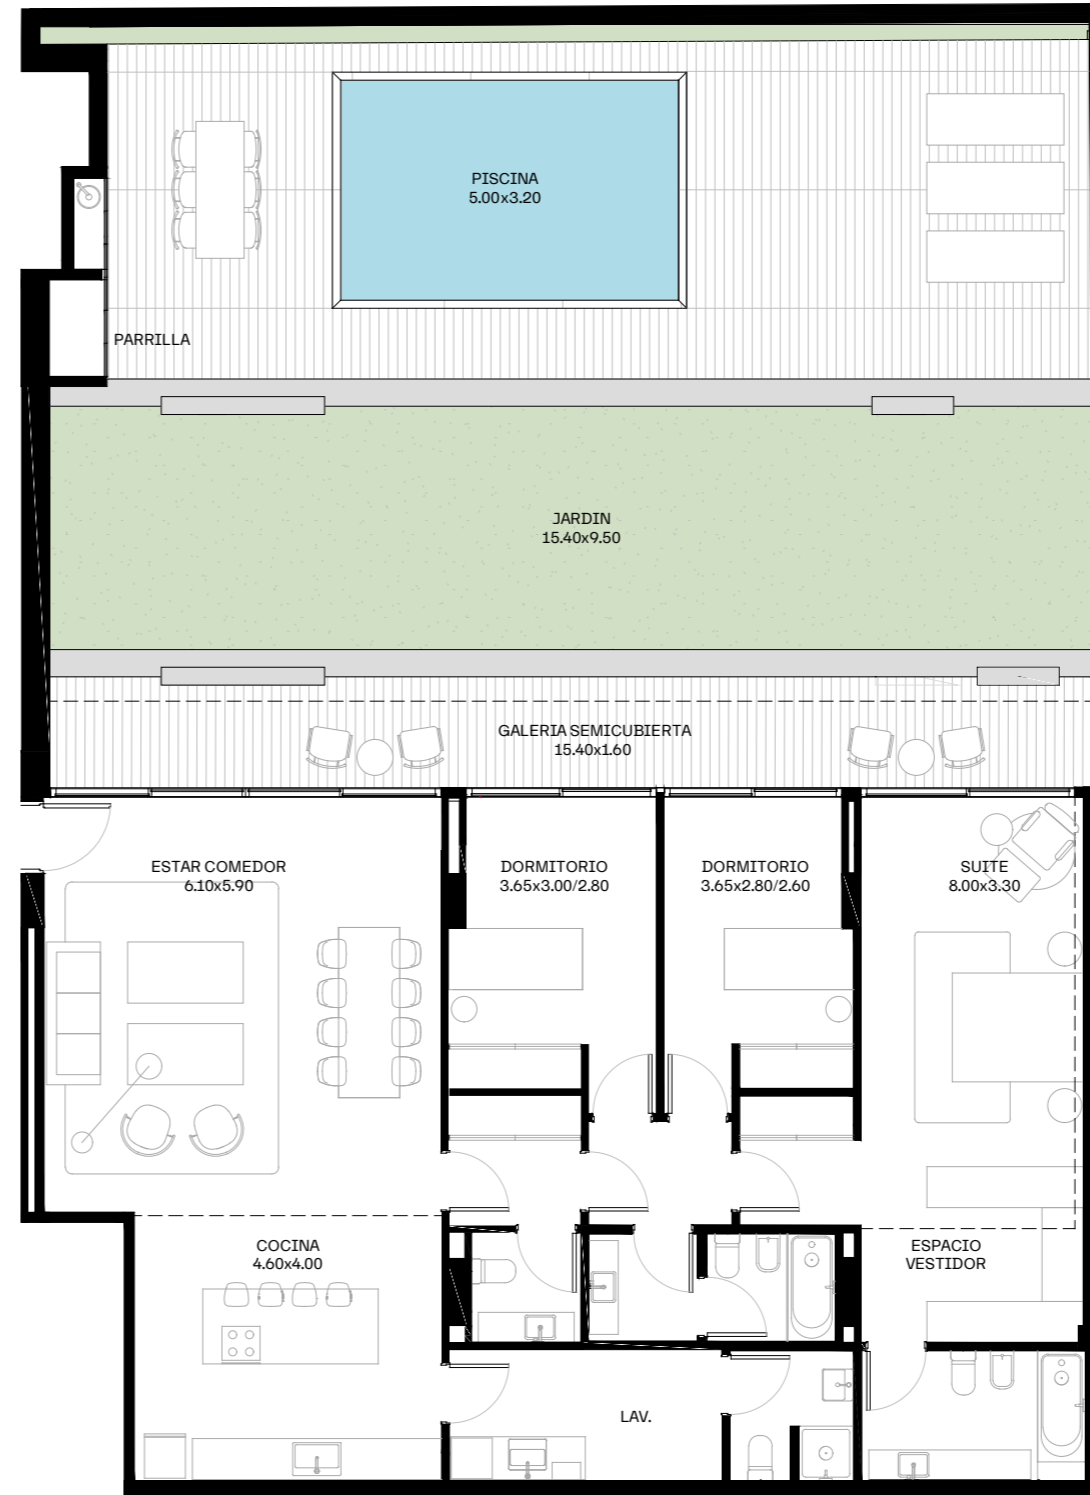 PISCINA
5.00x3.20
PARRILLA
JARDIN
15.40x9.50
GALERIA SEMICUBIERTA
15.40x1.60
ESTAR COMEDOR
6.10x5.90
DORMITORIO
3.65x3.00/2.80
DORMITORIO
3.65x2.80/2.60
SUITE
8.00x3.30
COCINA
4.60x4.00
ESPACIO
VESTIDOR
LAV.